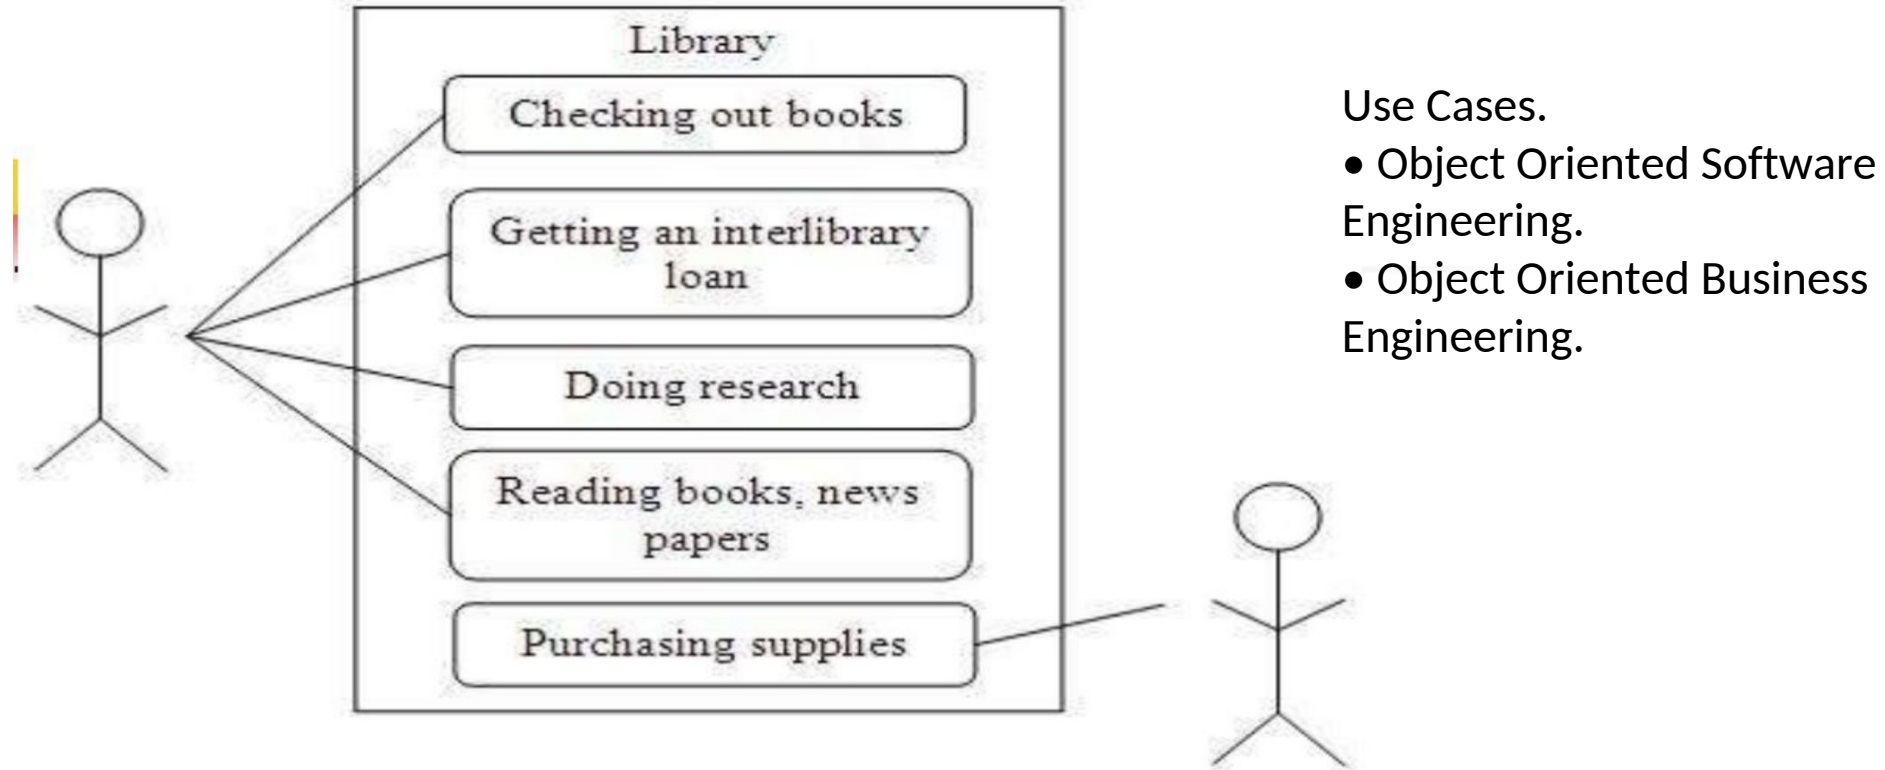 Library
Checking out books
Getting an interlibrary
loan
Doing research
Reading books, news
papers
Purchasing supplies
Use Cases.
• Object Oriented Software
Engineering.
• Object Oriented Business
Engineering.